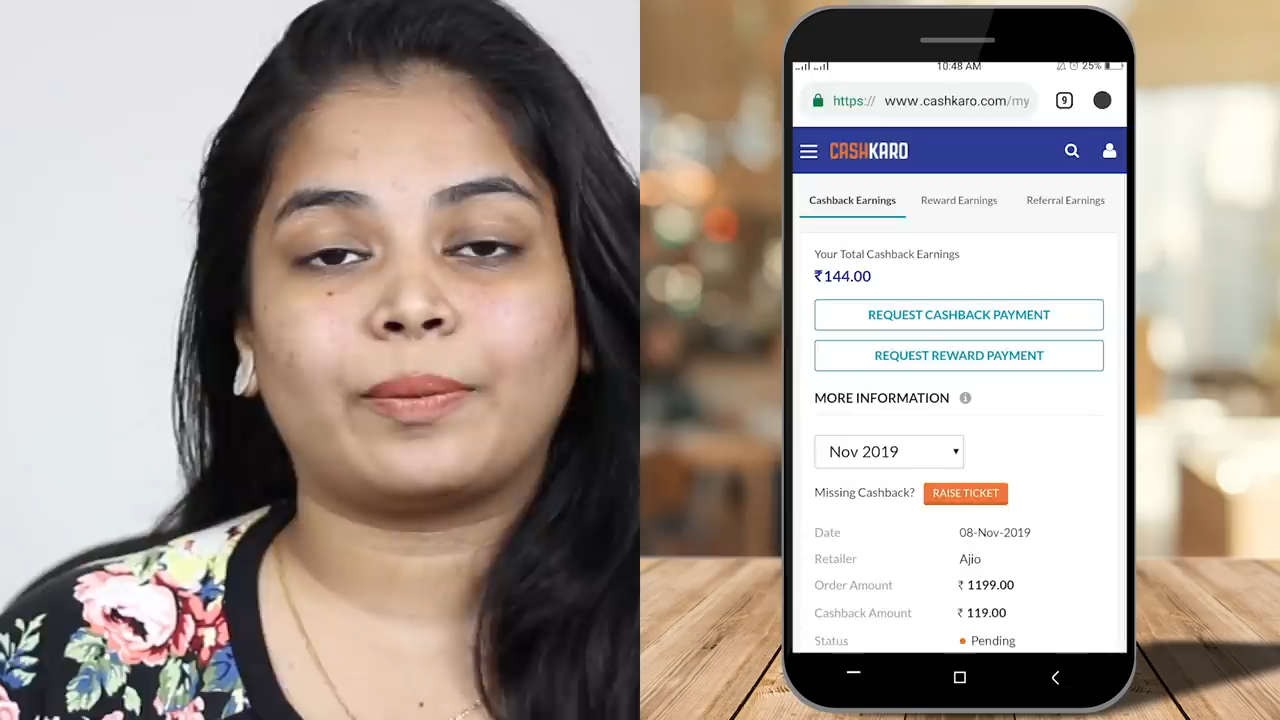 10:48 AM
25%
https:// www.cashkaro.com/my
9
CASHKARO
Cashback Earnings Reward Earnings Referral Earnings
Your Total Cashback Earnings
₹144.00
REQUEST CASHBACK PAYMENT
REQUEST REWARD PAYMENT
MORE INFORMATION
Nov 2019
Missing Cashback? RAISE TICKET
Date 08-Nov-2019
Retailer Ajio
Order Amount ₹ 1199.00
Cashback Amount ₹ 119.00
Status Pending